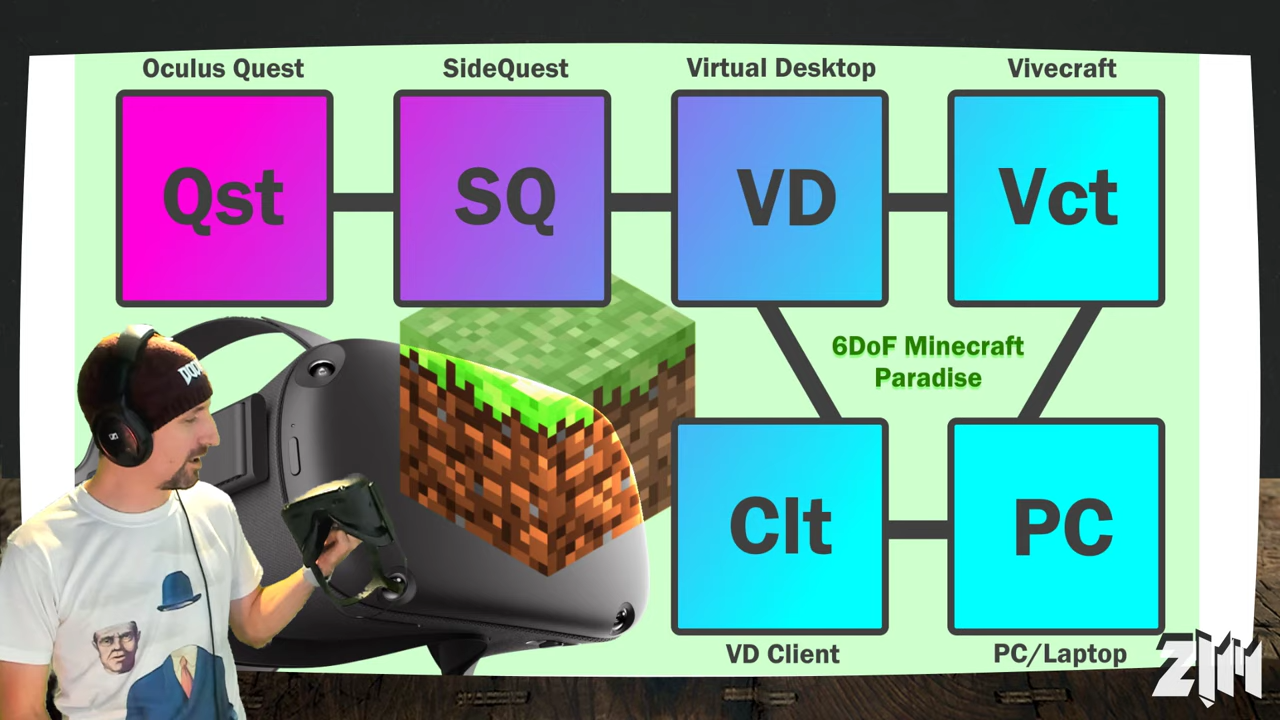 Oculus Quest
SideQuest
Virtual Desktop
Vivecraft
Qst
SQ
VD
Vct
6DoF Minecraft
Paradise
Clt
PC
VD Client
PC/Laptop